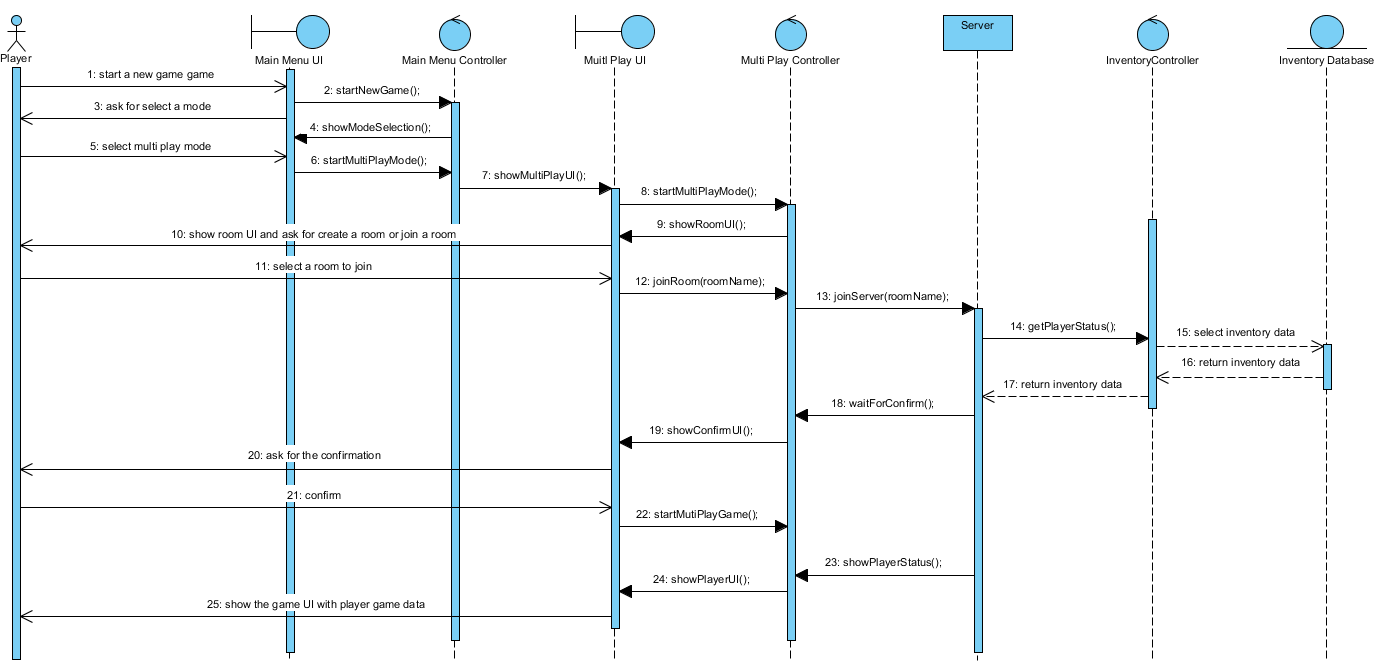 Player
Main Menu UI
Main Menu Controller
Muitl Play UI
Multi Play Controller
Server
InventoryController
Inventory Database
1: start a new game game
2: startNewGame();
3: ask for select a mode
4: showModeSelection();
5: select multi play mode
6: startMultiPlayMode();
7: showMultiPlayUI();
8: startMultiPlayMode();
9: showRoomUI();
10: show room UI and ask for create a room or join a room
11: select a room to join
12: joinRoom(roomName);
13: joinServer(roomName);
14: getPlayerStatus();
15: select inventory data
16: return inventory data
17: return inventory data
18: waitForConfirm();
19: showConfirmUI();
20: ask for the confirmation
21: confirm
22: startMutiPlayGame();
23: showPlayerStatus();
24: showPlayerUI();
25: show the game UI with player game data